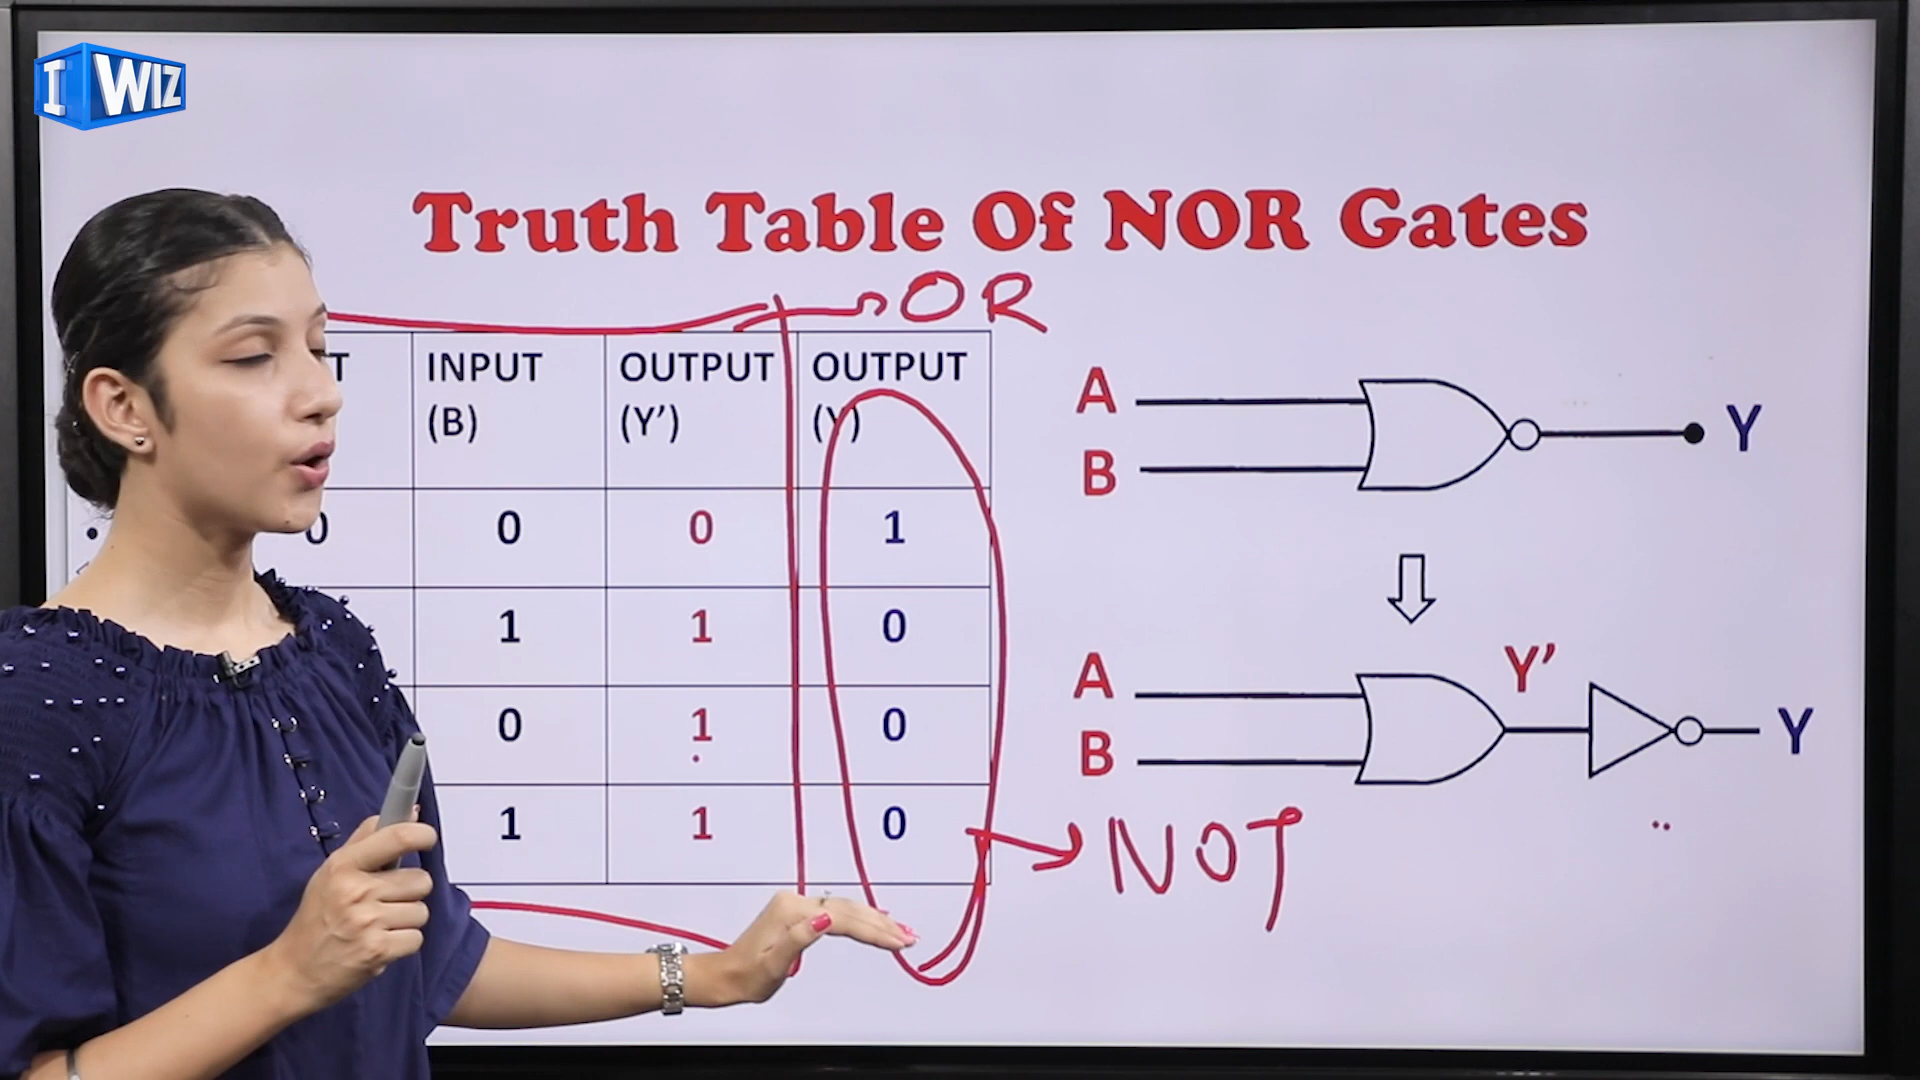 I WIZ
Truth Table Of NOR Gates
OR
T INPUT OUTPUT OUTPUT
(B) (Y’) (Y)
0 0 0 1
1 1 0
0 1 0
1 1 0
A
B
Y
A
B
Y’
Y
NOT